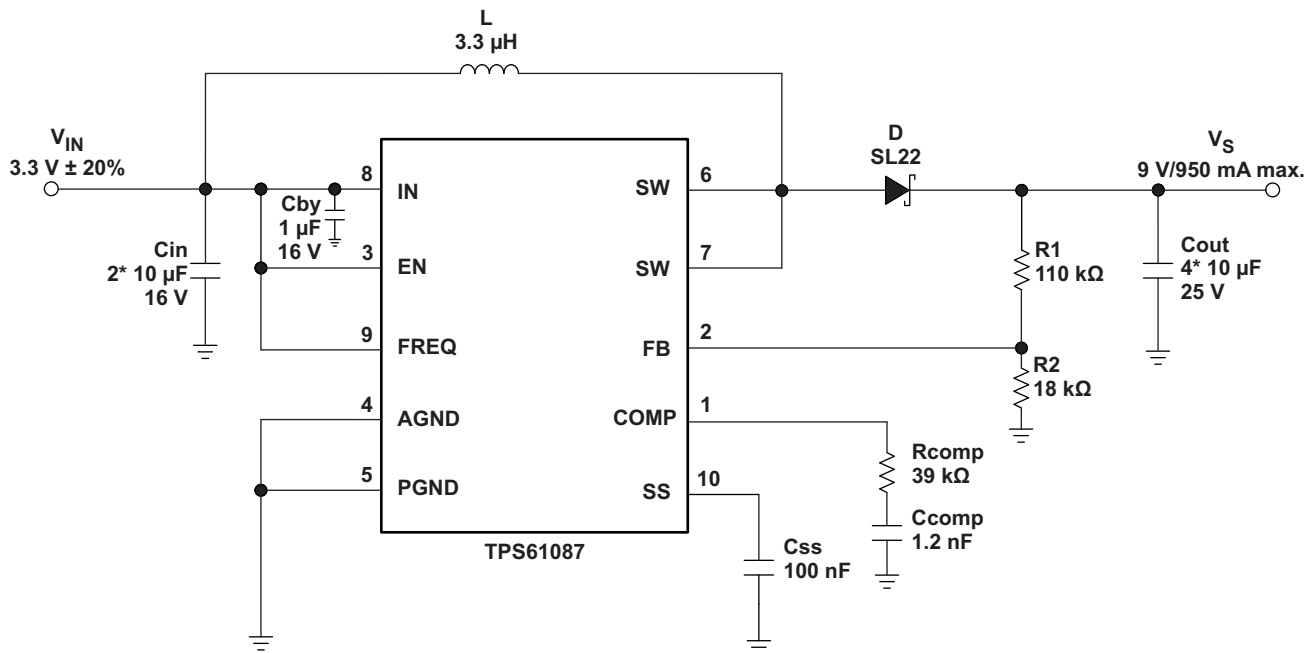 L
3.3 µH
V_IN
3.3 V ± 20%
D
SL22
V_S
9 V/950 mA max.
8
IN
SW
6
Cby
1 µF
16 V
Cin
2* 10 µF
16 V
3
EN
SW
7
R1
110 kΩ
Cout
4* 10 µF
25 V
9
FREQ
FB
2
R2
18 kΩ
4
AGND
COMP
1
Rcomp
39 kΩ
5
PGND
SS
10
Ccomp
1.2 nF
TPS61087
Css
100 nF